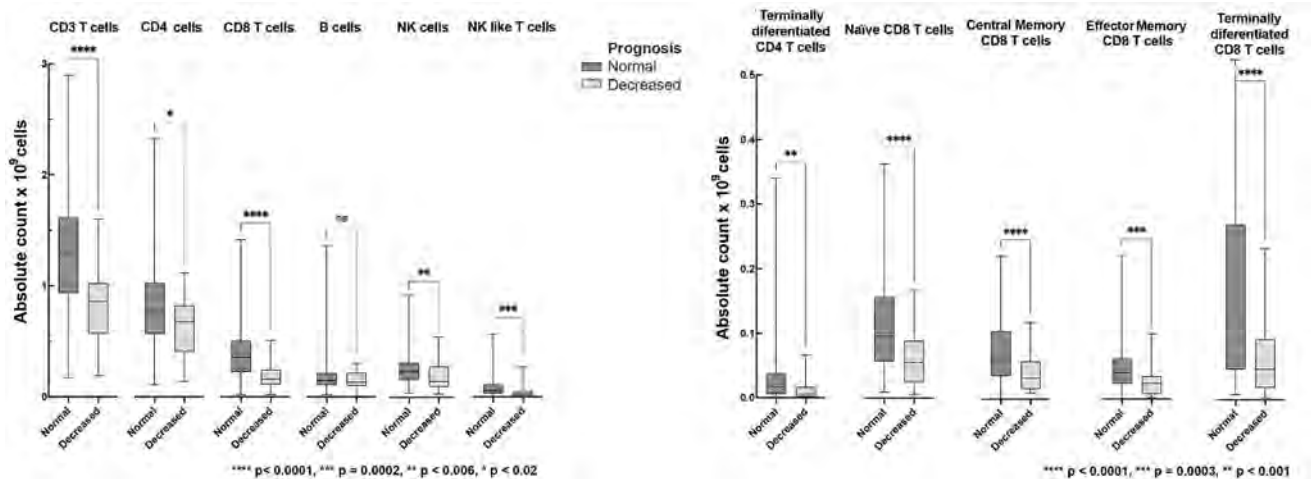 CD3 T cells
CD4 cells
CD8 T cells
B cells
NK cells
NK like T cells
Prognosis
Normal
Decreased
Absolute count x 10⁹ cells
3
2
1
0
****
*
****
ns
**
***
Normal
Decreased
Normal
Decreased
Normal
Decreased
Normal
Decreased
Normal
Decreased
Normal
Decreased
**** p< 0.0001, *** p = 0.0002, ** p < 0.006, * p < 0.02
Terminally
diferentiated
CD4 T cells
Naïve CD8 T cells
Central Memory
CD8 T cells
Effector Memory
CD8 T cells
Terminally
diferentiated
CD8 T cells
Absolute count x 10⁹ cells
0.5
0.4
0.3
0.2
0.1
0.0
**
****
****
***
****
Normal
Decreased
Normal
Decreased
Normal
Decreased
Normal
Decreased
Normal
Decreased
**** p < 0.0001, *** p = 0.0003, ** p < 0.001